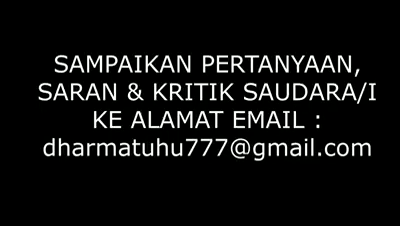 SAMPAIKAN PERTANYAAN,
SARAN & KRITIK SAUDARA/I
KE ALAMAT EMAIL :
dharmatuhu777@gmail.com